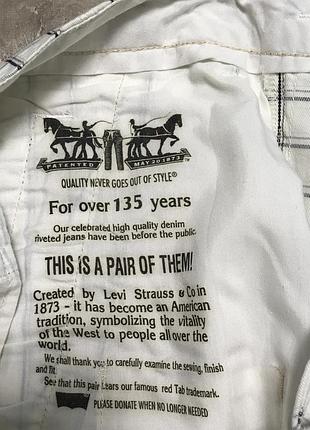 PATENTED MAY 20 1873
QUALITY NEVER GOES OUT OF STYLE®
For over 135 years
Our celebrated high quality denim
riveted jeans have been before the public.
THIS IS A PAIR OF THEM!
Created by Levi Strauss & Co in
1873 - it has become an American
tradition, symbolizing the vitality
of the West to people all over the
world.
We shall thank you to carefully examine the sewing, finish
and fit.
See that this pair bears our famous red Tab trademark.
PLEASE DONATE WHEN NO LONGER NEEDED